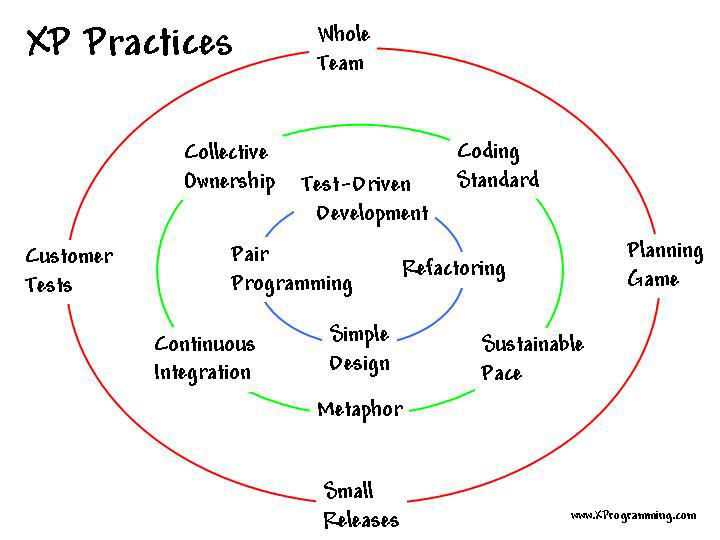 XP Practices
Whole
Team
Collective
Ownership
Coding
Standard
Test-Driven
Development
Customer
Tests
Pair
Programming
Refactoring
Planning
Game
Continuous
Integration
Simple
Design
Sustainable
Pace
Metaphor
Small
Releases
www.XProgramming.com